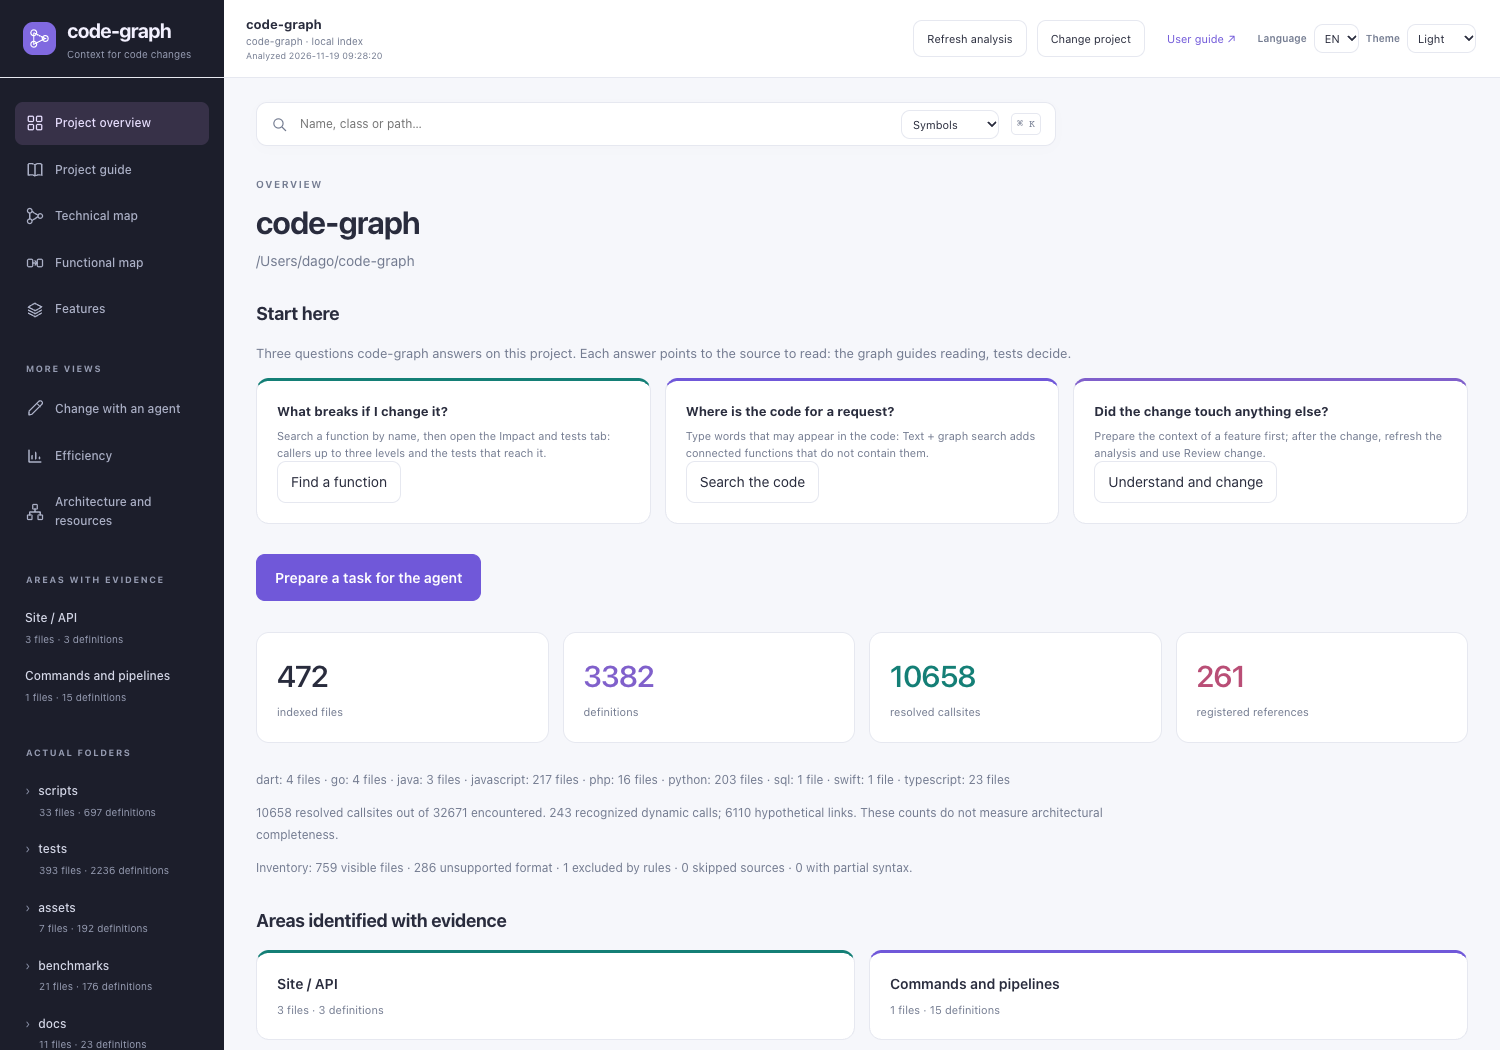 code-graph
Context for code changes
Project overview
Project guide
Technical map
Functional map
Features
MORE VIEWS
Change with an agent
Efficiency
Architecture and
resources
AREAS WITH EVIDENCE
Site / API
3 files · 3 definitions
Commands and pipelines
1 files · 15 definitions
ACTUAL FOLDERS
› scripts
33 files · 697 definitions
› tests
393 files · 2236 definitions
› assets
7 files · 192 definitions
› benchmarks
21 files · 176 definitions
› docs
11 files · 23 definitions
code-graph
code-graph · local index
Analyzed 2026-11-19 09:28:20
Refresh analysis
Change project
User guide ↗
Language
EN
Theme
Light
Name, class or path...
Symbols
⌘ K
OVERVIEW
code-graph
/Users/dago/code-graph
Start here
Three questions code-graph answers on this project. Each answer points to the source to read: the graph guides reading, tests decide.
What breaks if I change it?
Search a function by name, then open the Impact and tests tab:
callers up to three levels and the tests that reach it.
Find a function
Where is the code for a request?
Type words that may appear in the code: Text + graph search adds
connected functions that do not contain them.
Search the code
Did the change touch anything else?
Prepare the context of a feature first; after the change, refresh the
analysis and use Review change.
Understand and change
Prepare a task for the agent
472
indexed files
3382
definitions
10658
resolved callsites
261
registered references
dart: 4 files · go: 4 files · java: 3 files · javascript: 217 files · php: 16 files · python: 203 files · sql: 1 file · swift: 1 file · typescript: 23 files
10658 resolved callsites out of 32671 encountered. 243 recognized dynamic calls; 6110 hypothetical links. These counts do not measure architectural
completeness.
Inventory: 759 visible files · 286 unsupported format · 1 excluded by rules · 0 skipped sources · 0 with partial syntax.
Areas identified with evidence
Site / API
3 files · 3 definitions
Commands and pipelines
1 files · 15 definitions